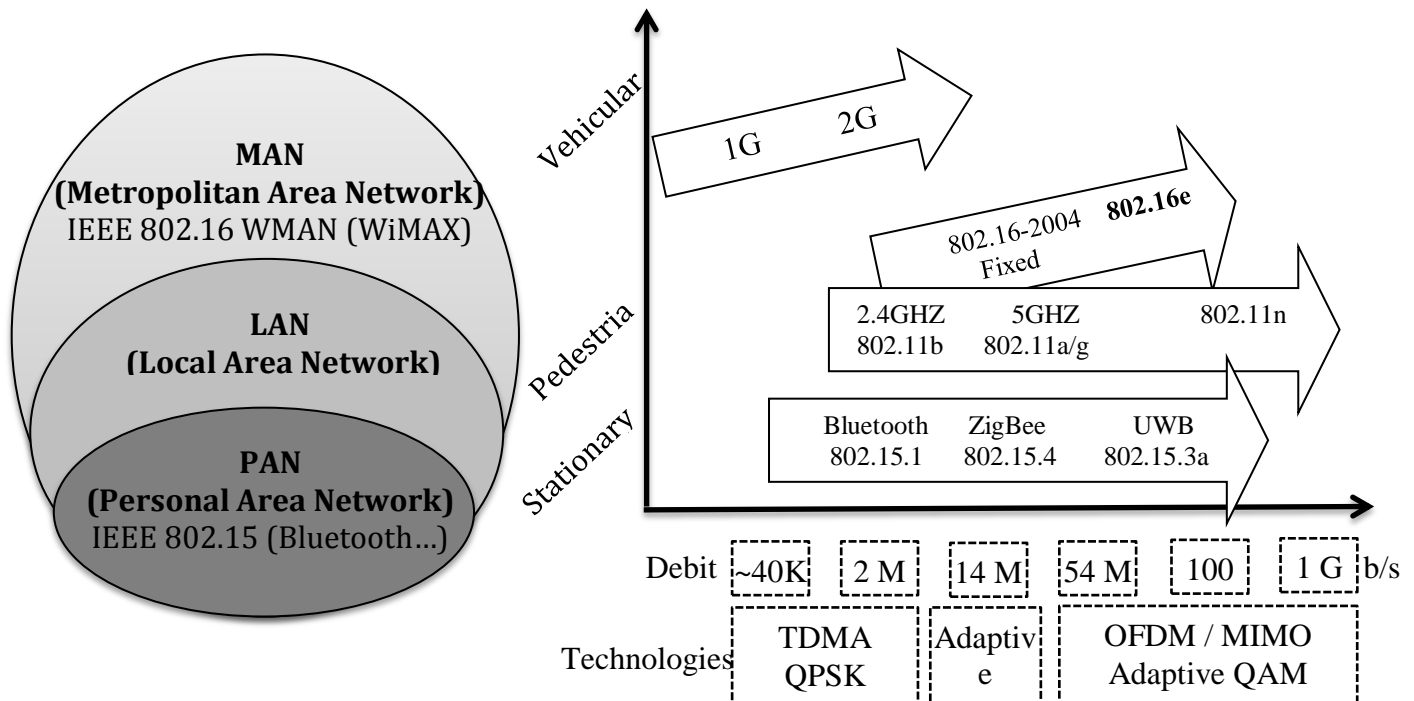 MAN
(Metropolitan Area Network)
IEEE 802.16 WMAN (WiMAX)
LAN
(Local Area Network)
PAN
(Personal Area Network)
IEEE 802.15 (Bluetooth…)
Vehicular
Pedestria
Stationary
1G 2G
802.16-2004 802.16e
Fixed
2.4GHZ 5GHZ 802.11n
802.11b 802.11a/g
Bluetooth ZigBee UWB
802.15.1 802.15.4 802.15.3a
Debit ~40K 2 M 14 M 54 M 100 1 G b/s
Technologies
TDMA
QPSK
Adaptiv
e
OFDM / MIMO
Adaptive QAM